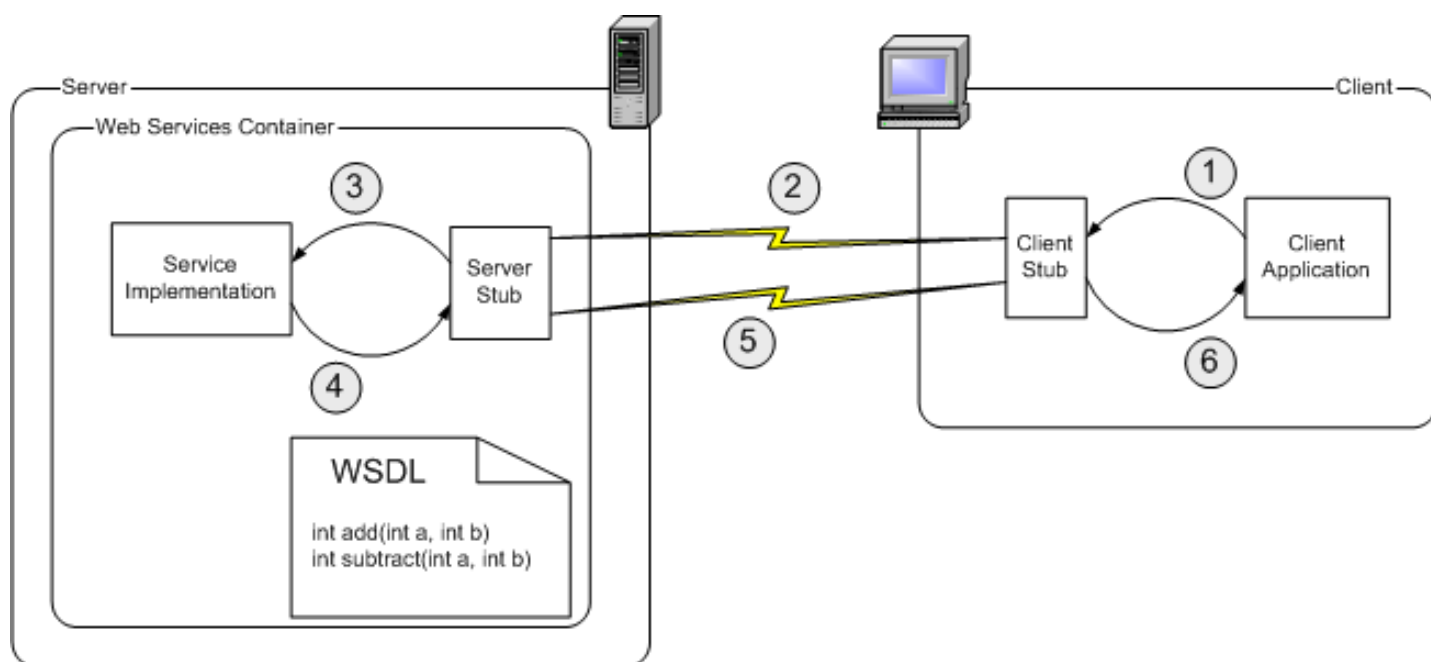 Server
Client
Web Services Container
3
2
1
Service
Implementation
Server
Stub
Client
Stub
Client
Application
4
5
6
WSDL
int add(int a, int b)
int subtract(int a, int b)